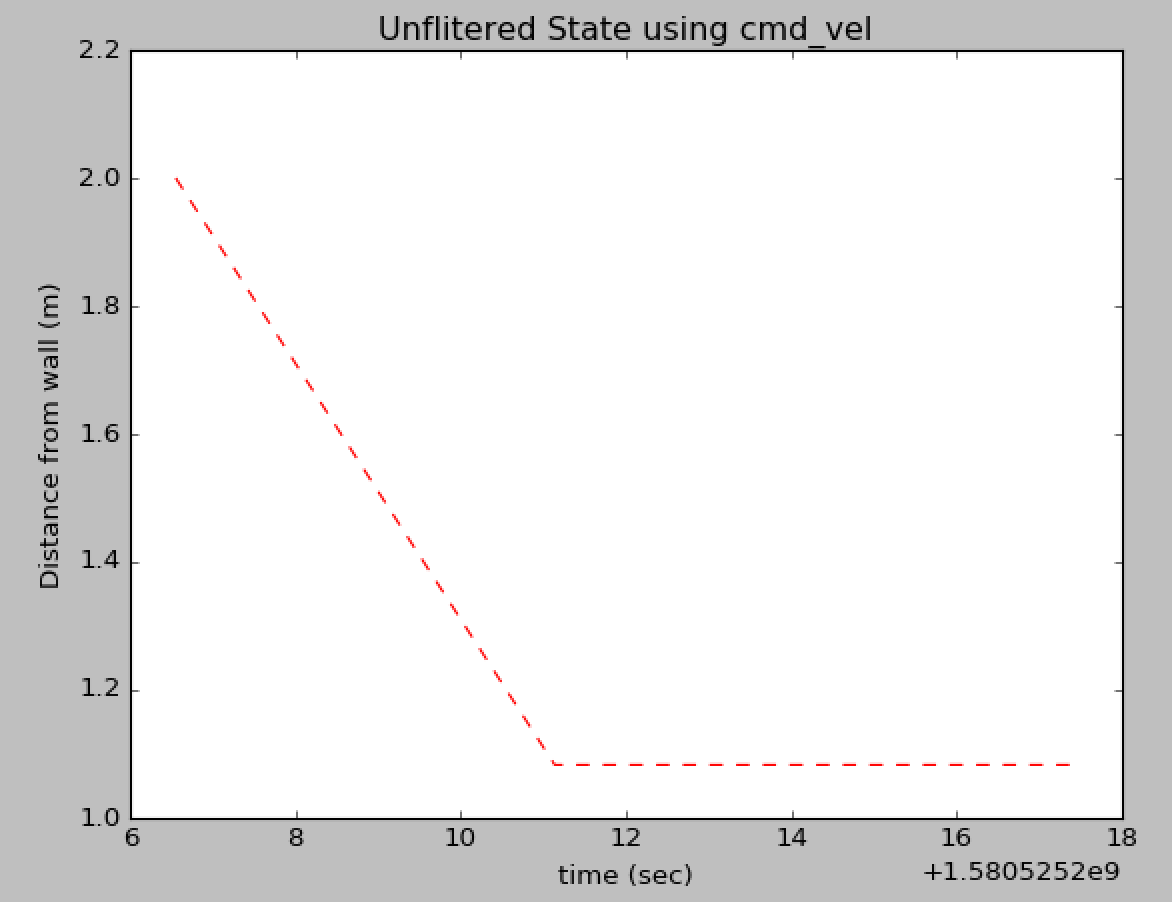 Unflitered State using cmd_vel
2.2
2.0
1.8
1.6
1.4
1.2
1.0
Distance from wall (m)
6 8 10 12 14 16 18
time (sec)
+1.5805252e9